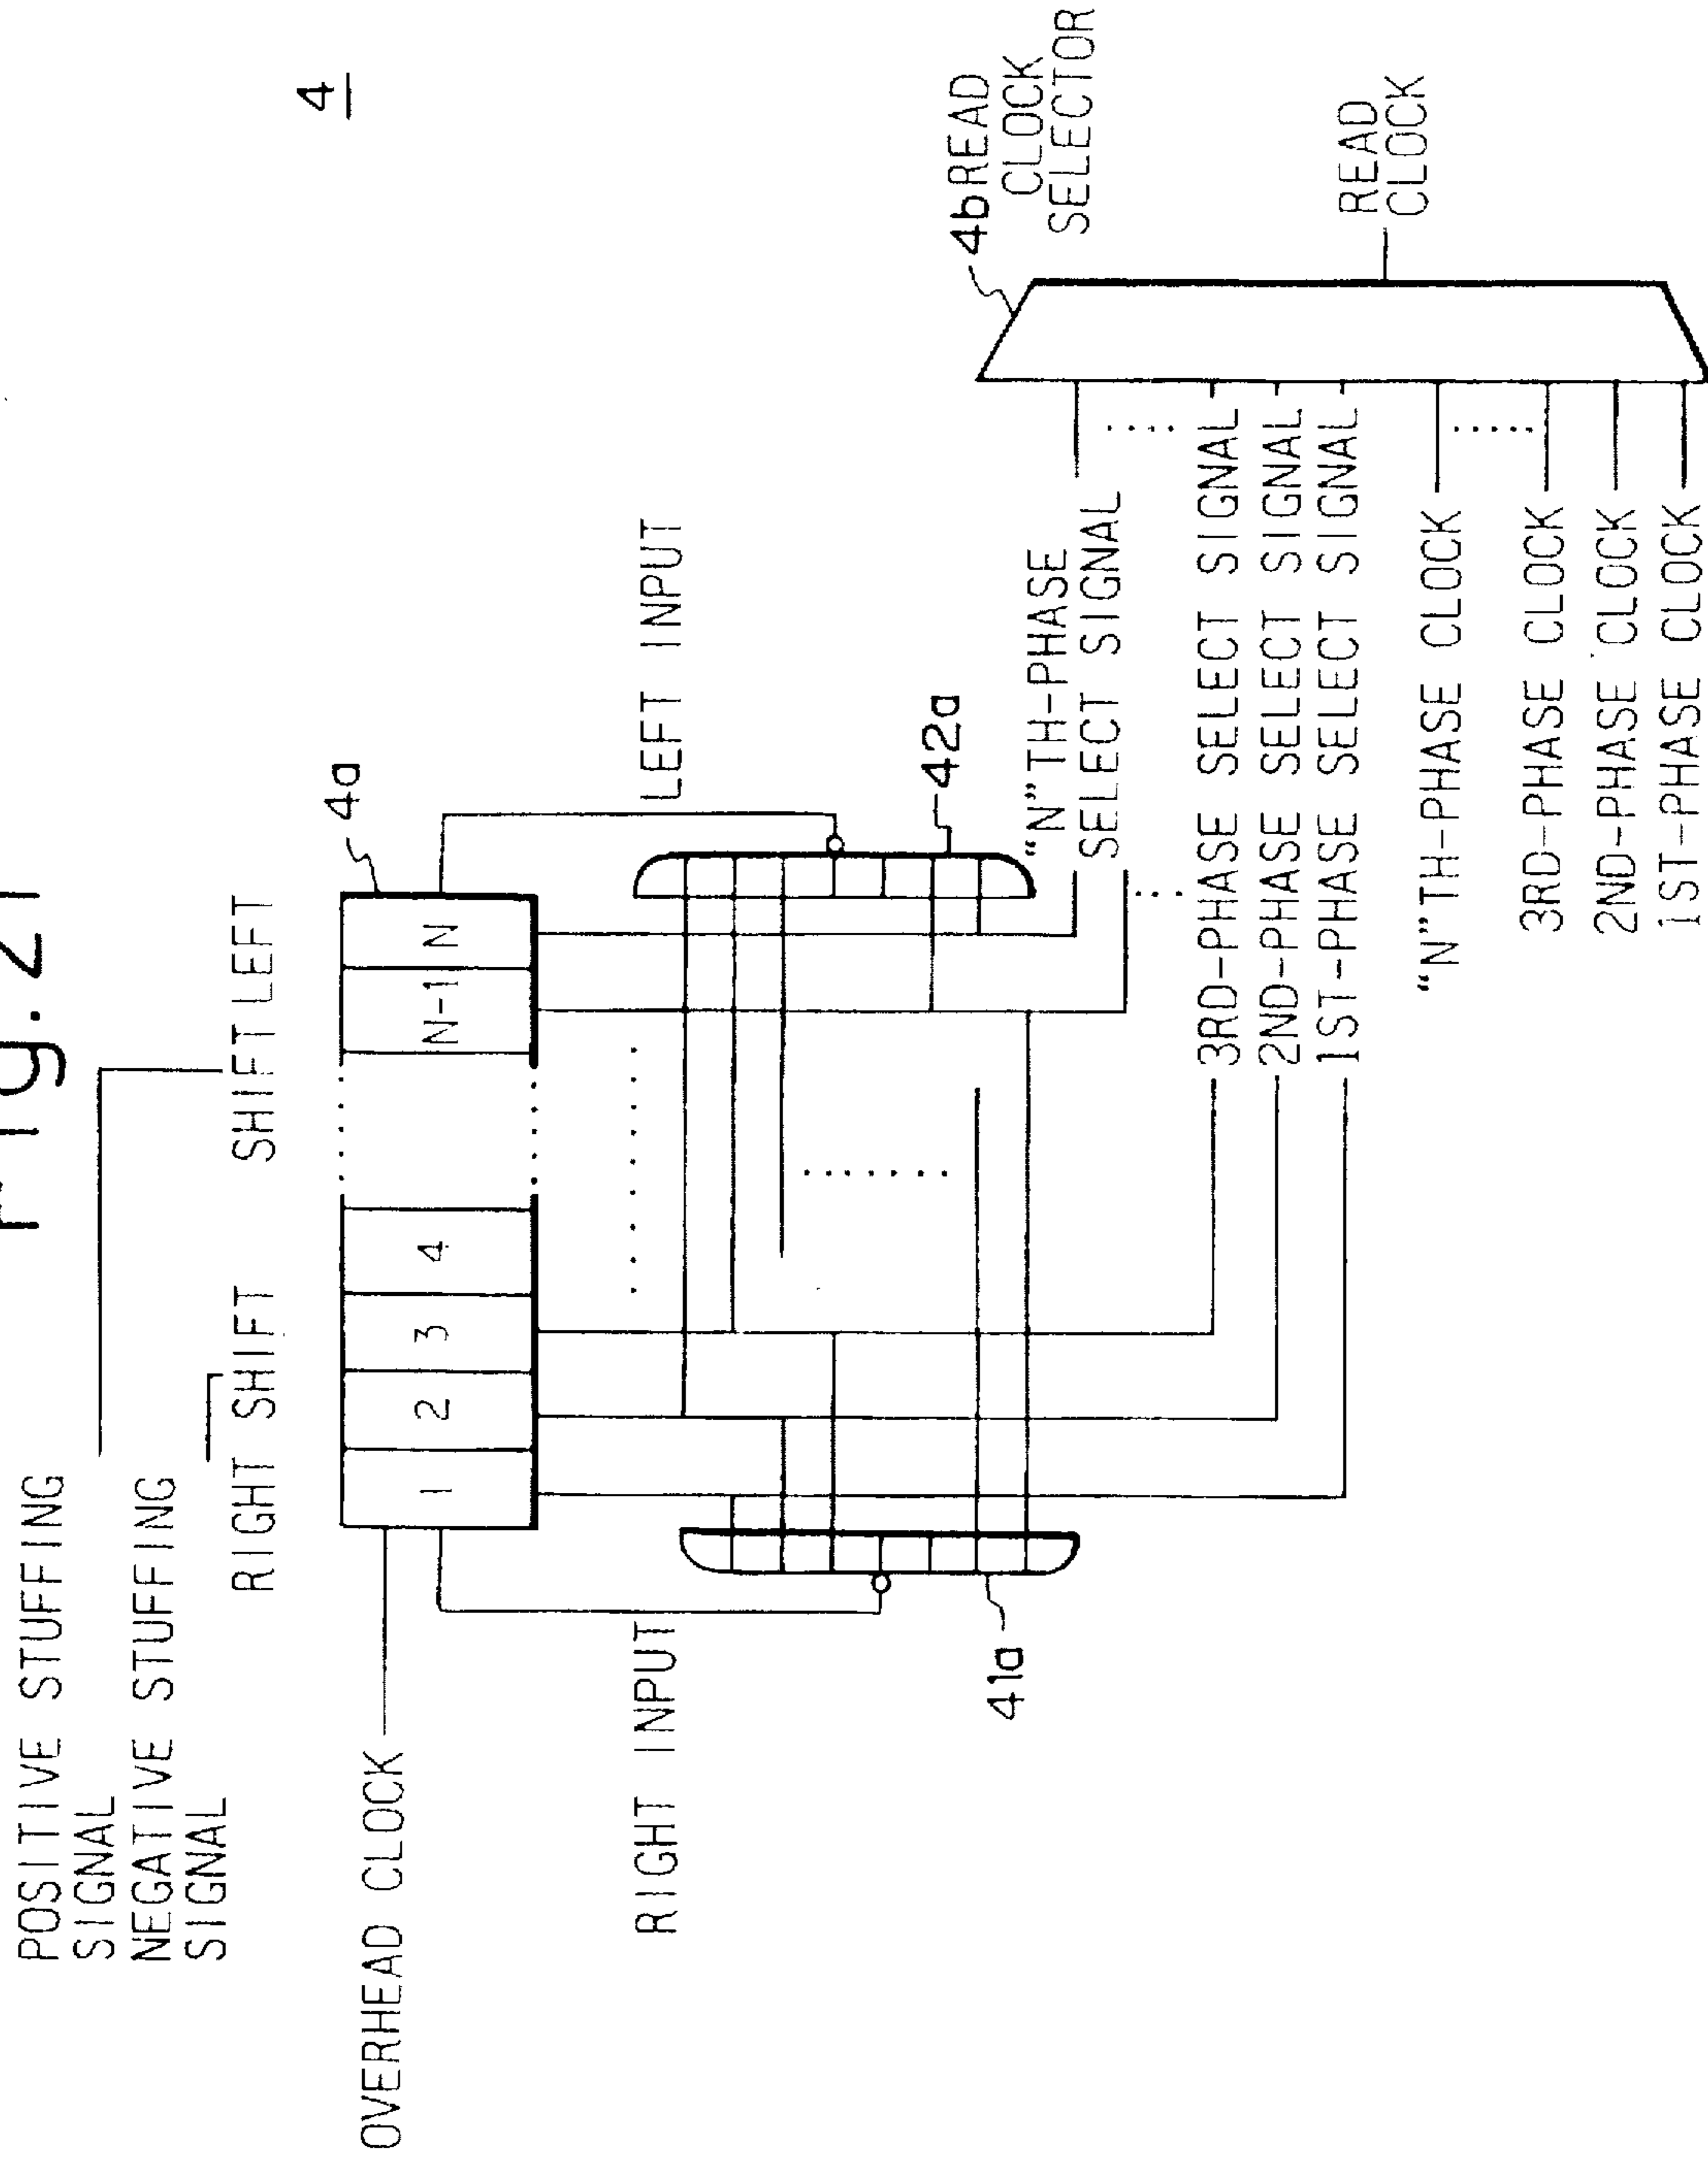 Fig. 21
4
POSITIVE STUFFING
SIGNAL
NEGATIVE STUFFING
SIGNAL
RIGHT SHIFT
SHIFT LEFT
OVERHEAD CLOCK
1
2
3
4
N-1
N
4a
RIGHT INPUT
LEFT INPUT
41a
42a
"N"TH-PHASE
SELECT SIGNAL
3RD-PHASE SELECT SIGNAL
2ND-PHASE SELECT SIGNAL
1ST-PHASE SELECT SIGNAL
"N"TH-PHASE CLOCK
3RD-PHASE CLOCK
2ND-PHASE CLOCK
1ST-PHASE CLOCK
4b READ
CLOCK
SELECTOR
READ
CLOCK